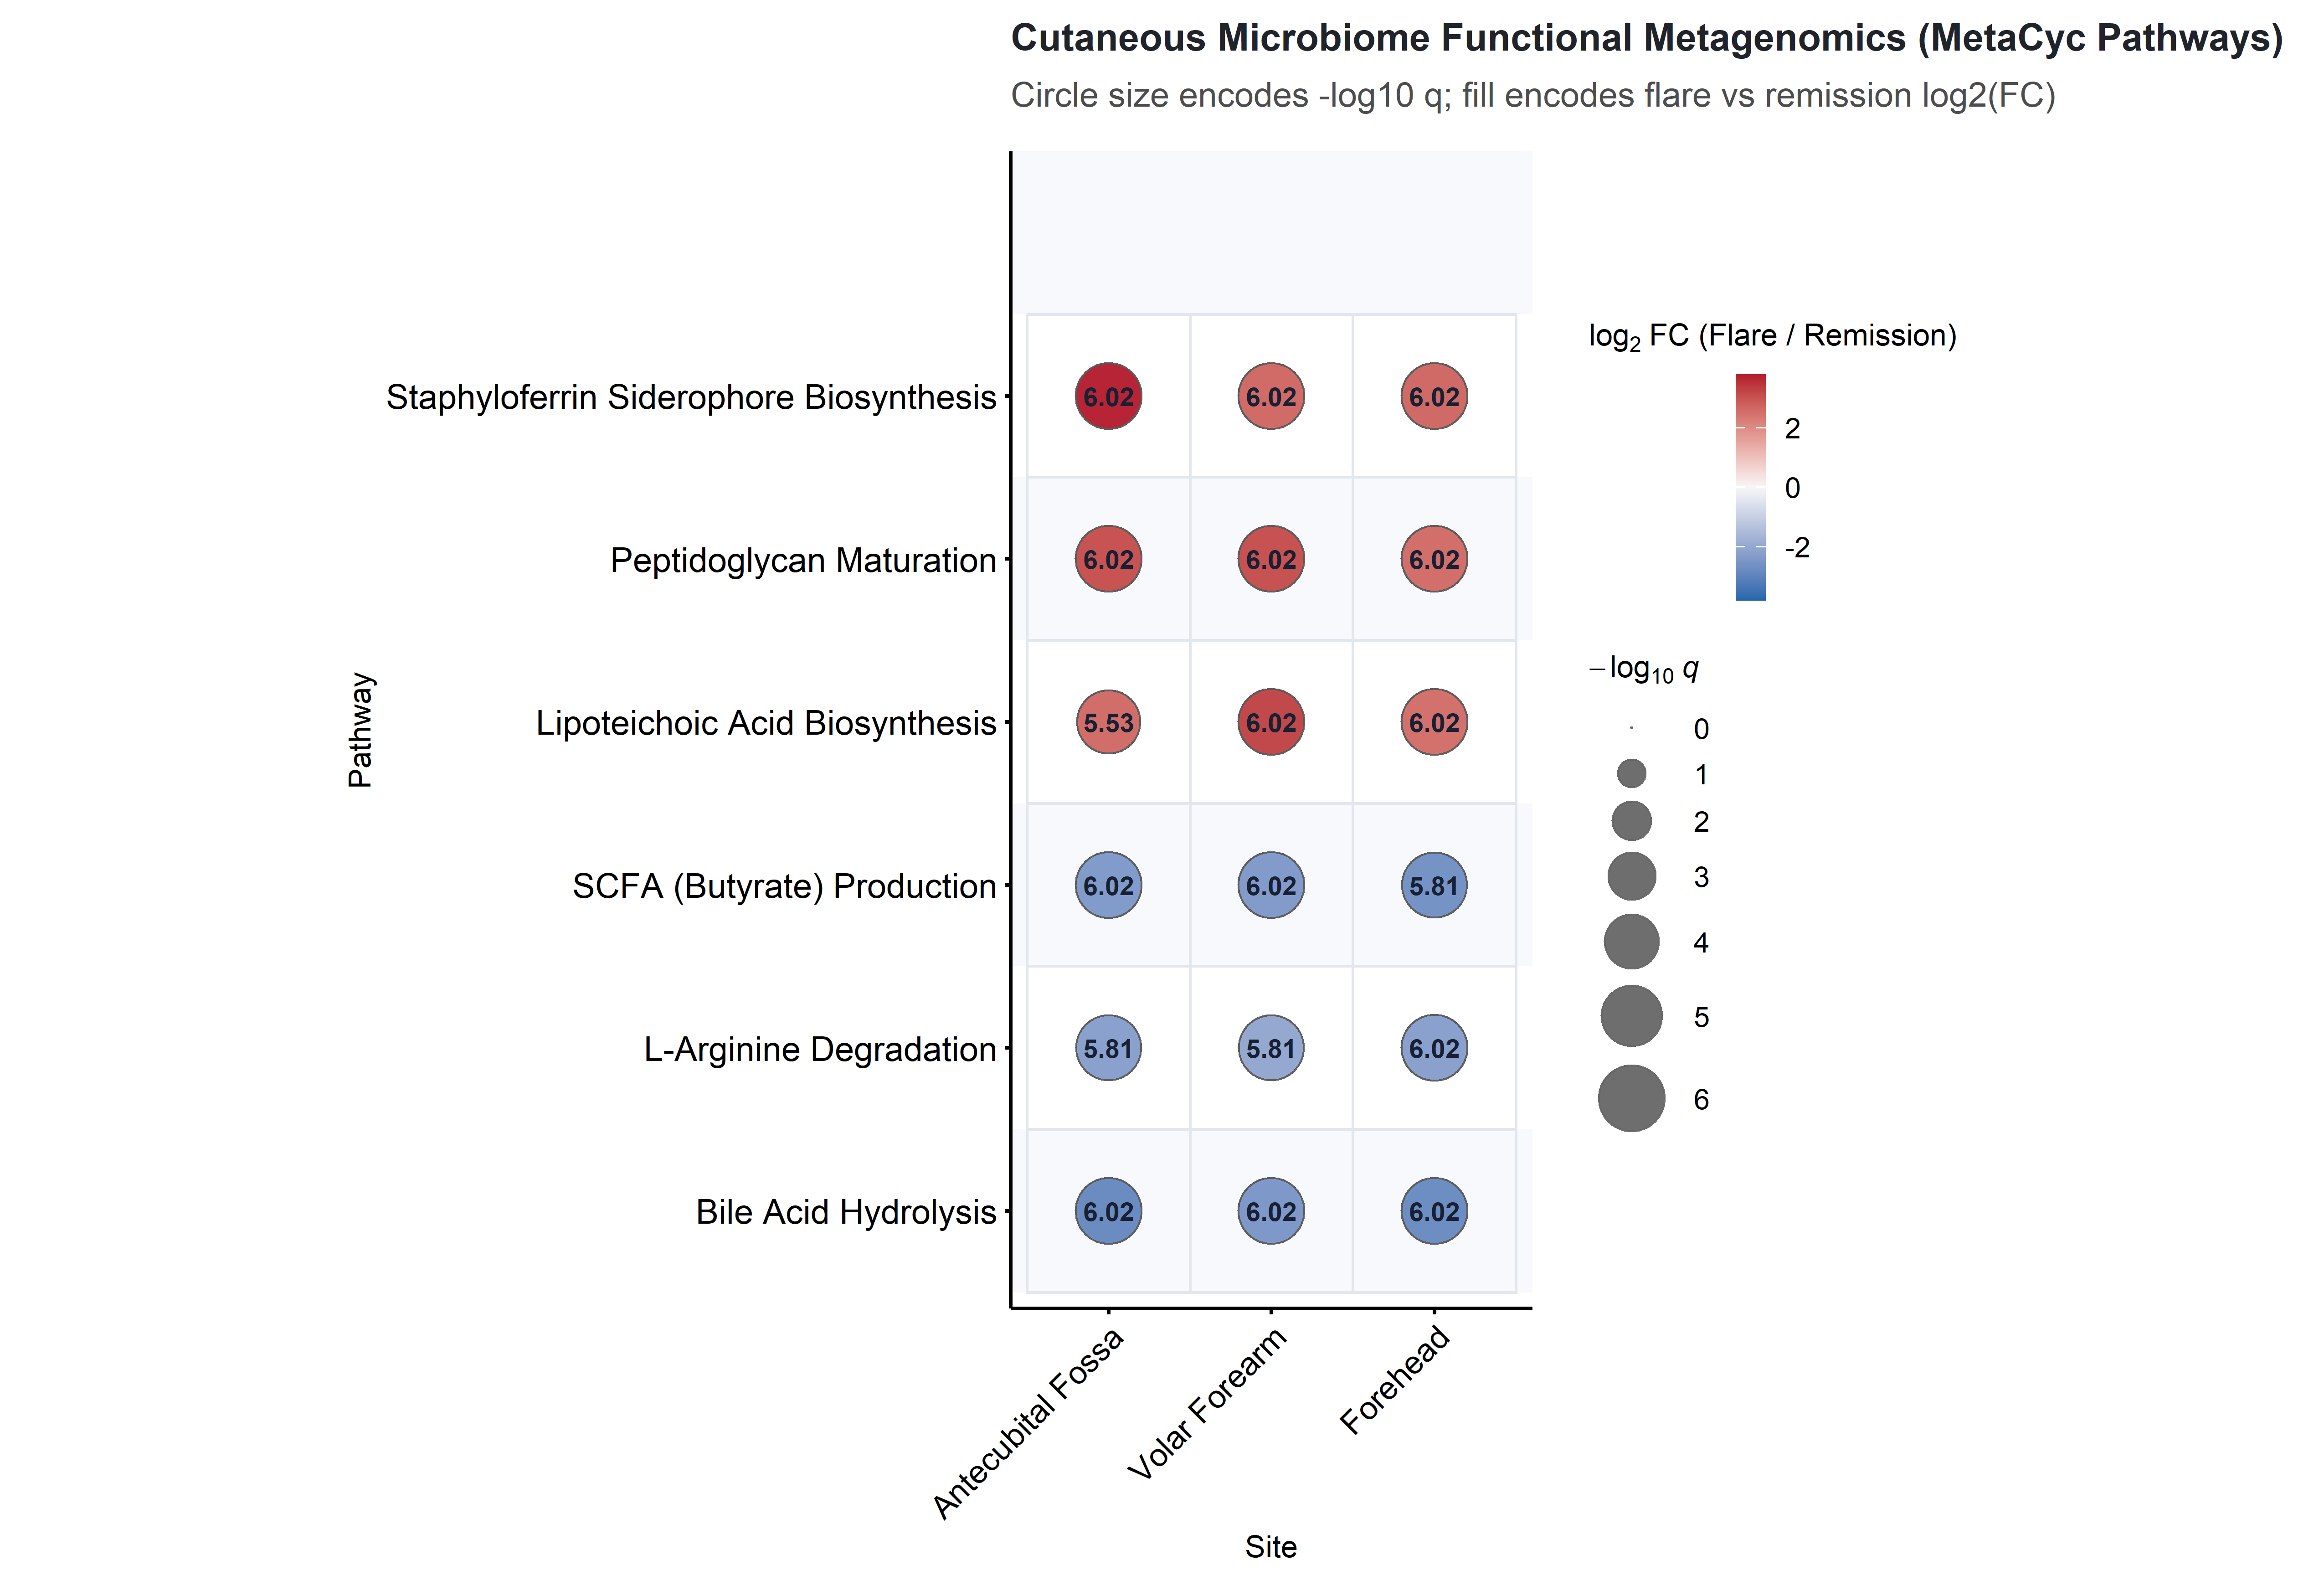 Cutaneous Microbiome Functional Metagenomics (MetaCyc Pathways)
Circle size encodes -log10 q; fill encodes flare vs remission log2(FC)
Pathway
Staphyloferrin Siderophore Biosynthesis
6.02 6.02 6.02
Peptidoglycan Maturation
6.02 6.02 6.02
Lipoteichoic Acid Biosynthesis
5.53 6.02 6.02
SCFA (Butyrate) Production
6.02 6.02 5.81
L-Arginine Degradation
5.81 5.81 6.02
Bile Acid Hydrolysis
6.02 6.02 6.02
Antecubital Fossa
Volar Forearm
Forehead
Site
log2 FC (Flare / Remission)
2
0
-2
−log10 q
0
1
2
3
4
5
6